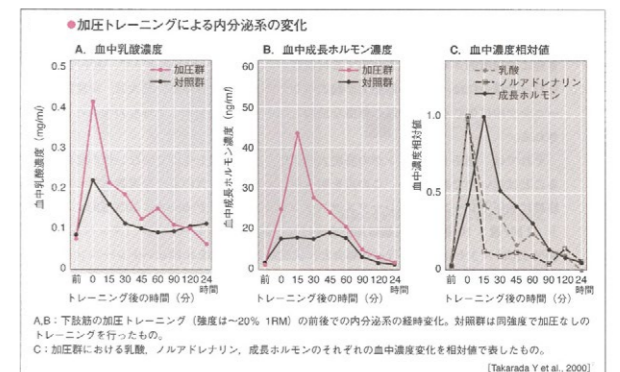 ●加圧トレーニングによる内分泌系の変化
A. 血中乳酸濃度
0.5
0.4
0.3
0.2
0.1
0
血中乳酸濃度（mg/ml）
加圧群
対照群
前 0 15 30 45 60 90 120 24時間
トレーニング後の時間（分）
B. 血中成長ホルモン濃度
60
50
40
30
20
0
血中成長ホルモン濃度（ng/ml）
加圧群
対照群
前 0 15 30 45 60 90 120 24時間
トレーニング後の時間（分）
C. 血中濃度相対値
1.0
0.5
0
血中濃度相対値
乳酸
ノルアドレナリン
成長ホルモン
前 0 15 30 45 60 90 120 24時間
トレーニング後の時間（分）
A,B：下肢筋の加圧トレーニング（強度は〜20% 1RM）の前後での内分泌系の経時変化。対照群は同強度で加圧なしの
トレーニングを行ったもの。
C：加圧群における乳酸，ノルアドレナリン，成長ホルモンのそれぞれの血中濃度変化を相対値で表したもの。
[Takarada Y et al., 2000]